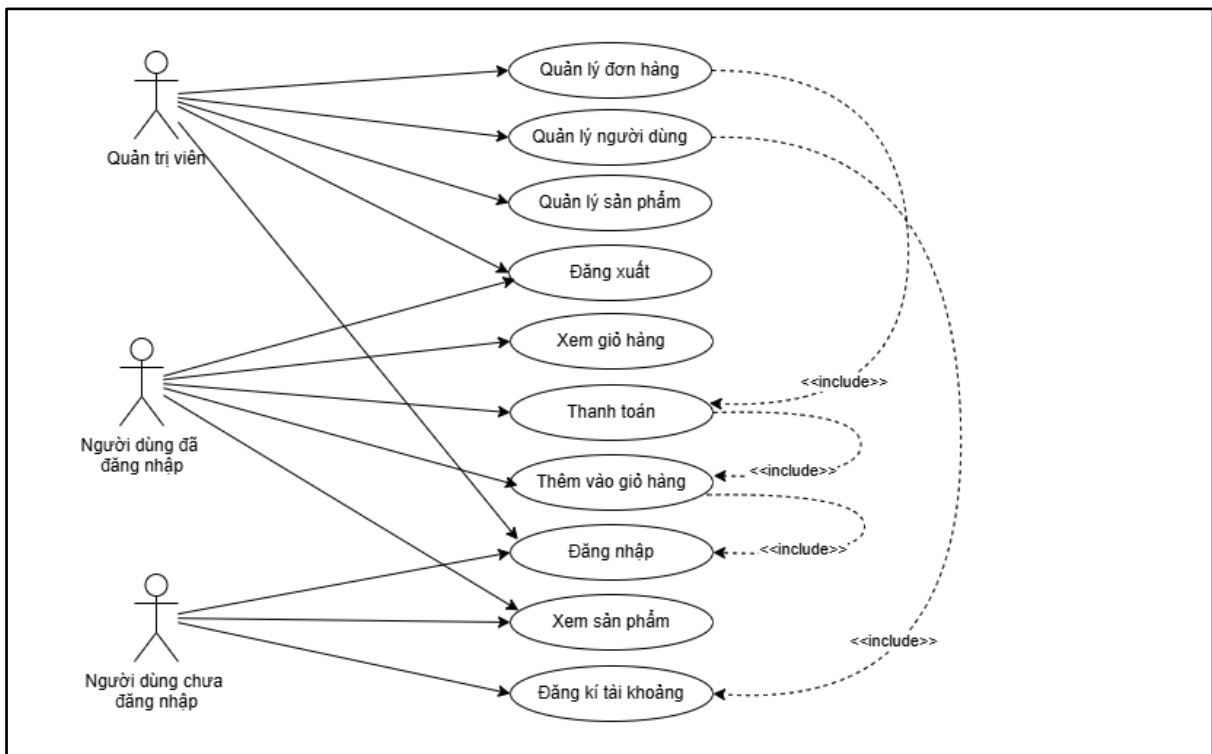 Quản lý đơn hàng
Quản lý người dùng
Quản trị viên
Quản lý sản phẩm
Đăng xuất
Xem giỏ hàng
<<include>>
Thanh toán
Người dùng đã
đăng nhập
<<include>>
Thêm vào giỏ hàng
Đăng nhập
<<include>>
Xem sản phẩm
<<include>>
Người dùng chưa
đăng nhập
Đăng kí tài khoảng